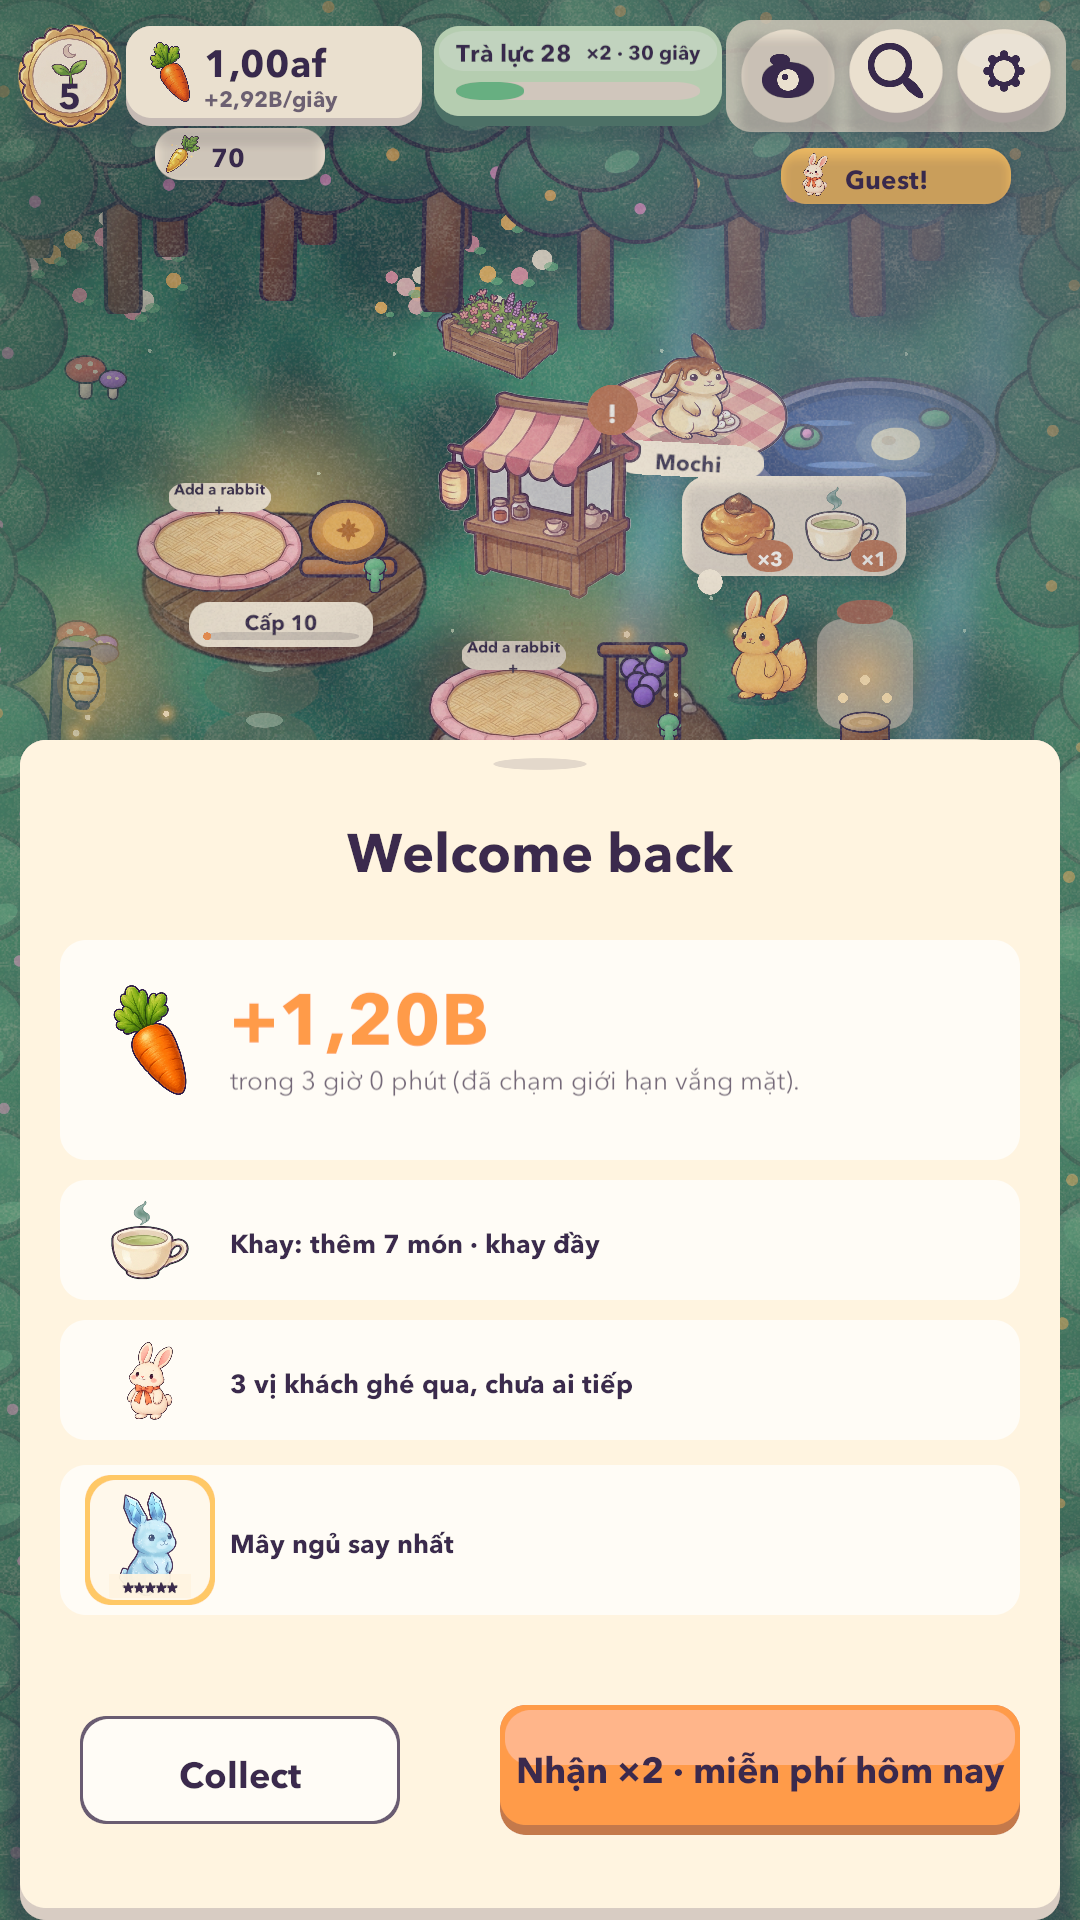 5
1,00af
+2,92B/giây
Trà lực 28 ×2 · 30 giây
70
Guest!
!
Mochi
Add a rabbit
+
×3
×1
Cấp 10
Add a rabbit
+
Welcome back
+1,20B
trong 3 giờ 0 phút (đã chạm giới hạn vắng mặt).
Khay: thêm 7 món · khay đầy
3 vị khách ghé qua, chưa ai tiếp
★★★★★
Mây ngủ say nhất
Collect
Nhận ×2 · miễn phí hôm nay